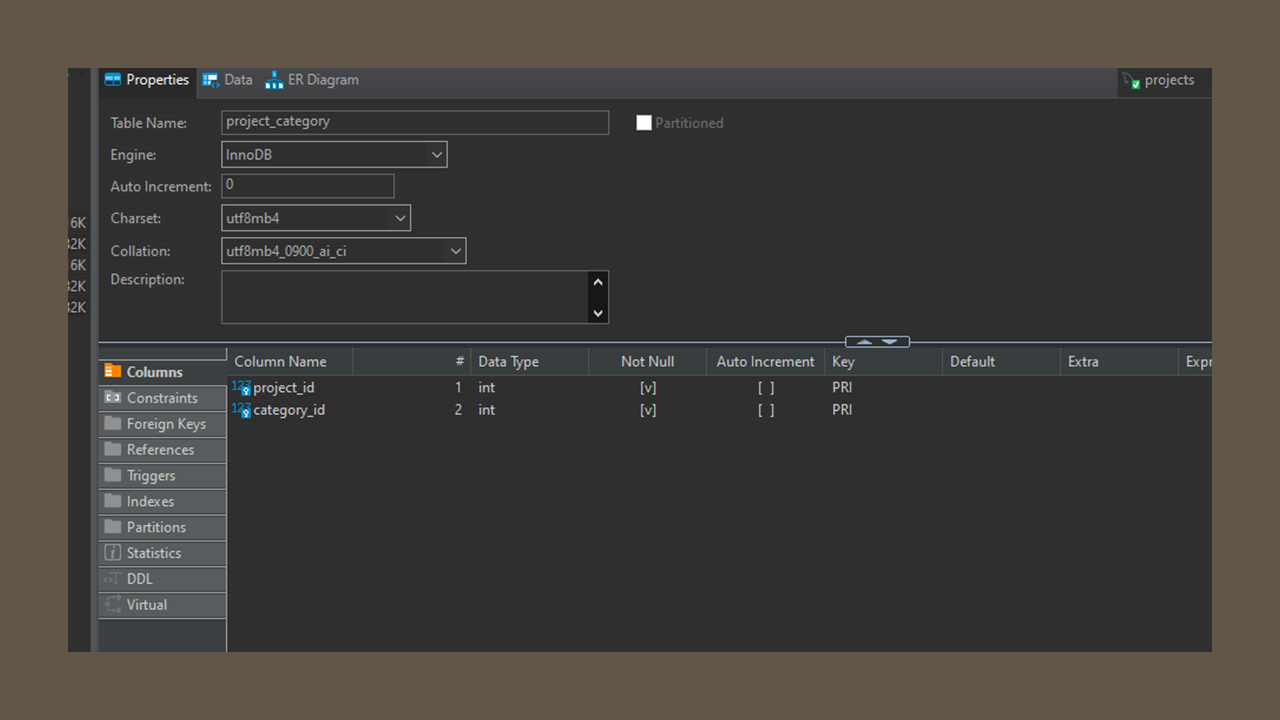 Properties Data ER Diagram projects
Table Name: project_category Partitioned
Engine: InnoDB
Auto Increment: 0
Charset: utf8mb4
Collation: utf8mb4_0900_ai_ci
Description:
6K
32K
6K
32K
32K
Columns
Constraints
Foreign Keys
References
Triggers
Indexes
Partitions
Statistics
DDL
Virtual
Column Name # Data Type Not Null Auto Increment Key Default Extra Expr
123 project_id 1 int [v] [ ] PRI
123 category_id 2 int [v] [ ] PRI